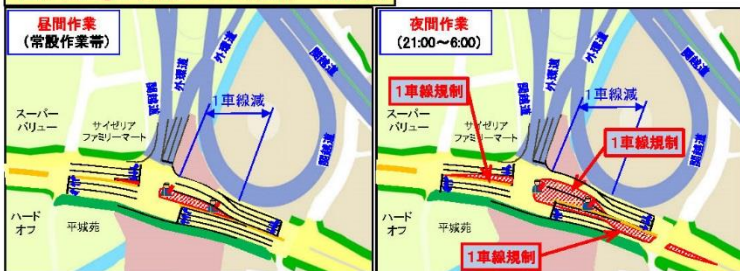 昼間作業
(常設作業帯)
外環道
外環道
関越道
関越道
1車線減
スーパー
バリュー
サイゼリア
ファミリーマート
ハード
オフ
平城苑
夜間作業
(21:00～6:00)
外環道
外環道
関越道
関越道
1車線減
1車線規制
1車線規制
スーパー
バリュー
サイゼリア
ファミリーマート
ハード
オフ
平城苑
1車線規制